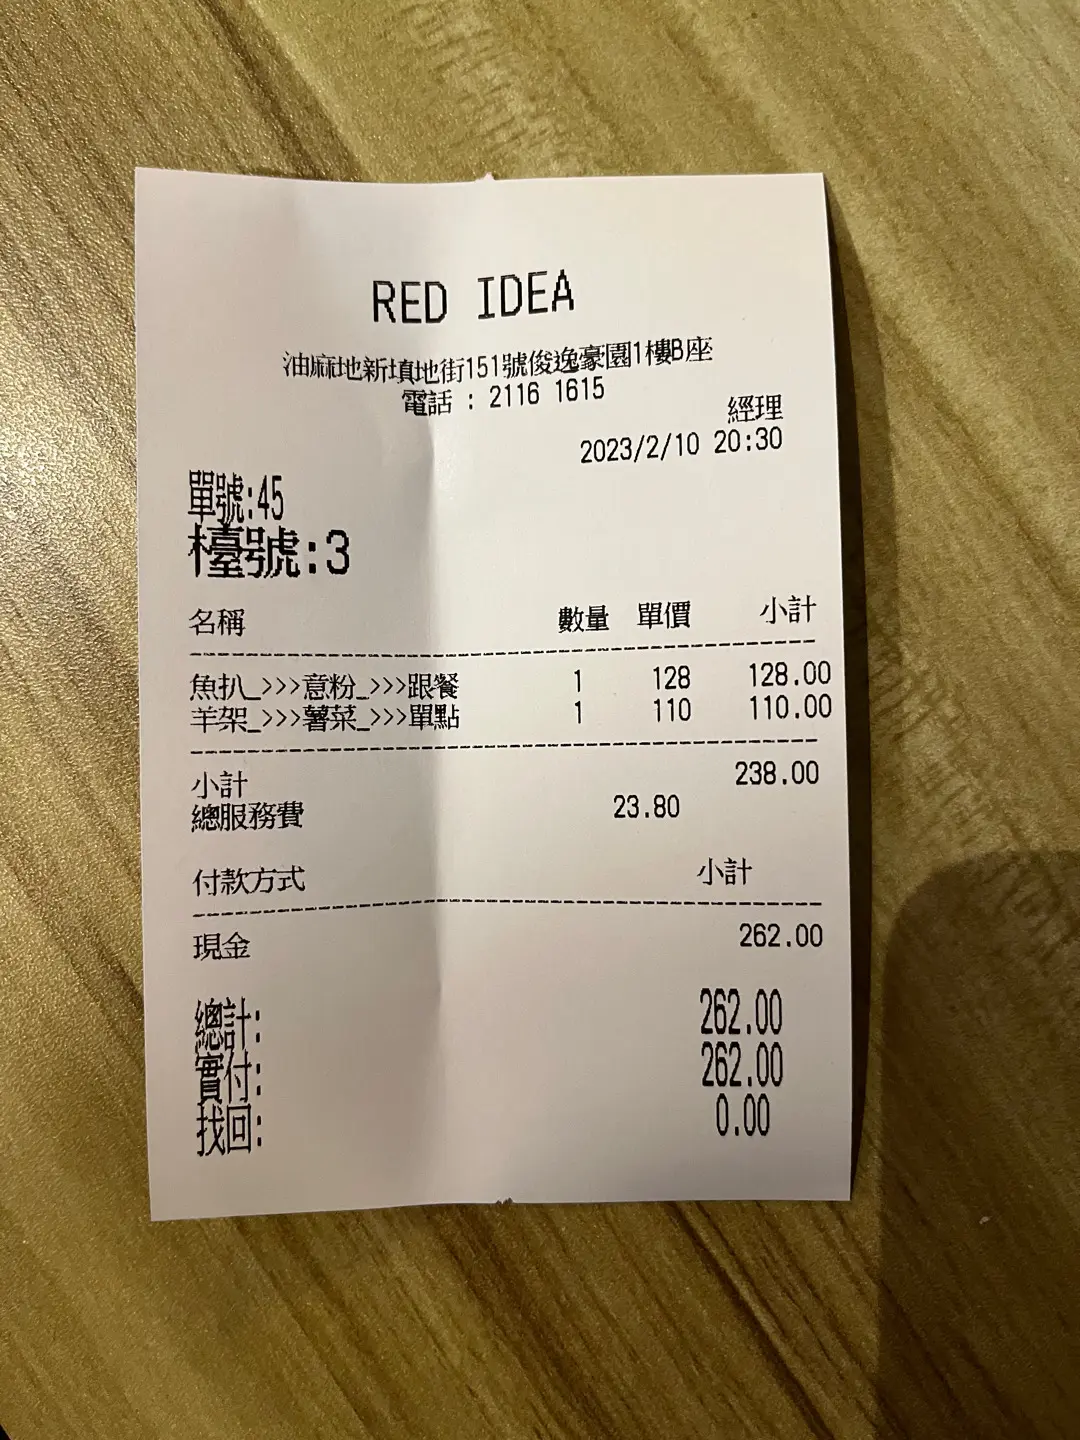 RED IDEA
油麻地新填地街151號俊逸豪園1樓B座
電話 : 2116 1615
經理
2023/2/10 20:30
單號:45
檯號:3
名稱 數量 單價 小計
魚扒_>>>意粉_>>>跟餐 1 128 128.00
羊架_>>>薯菜_>>>單點 1 110 110.00
小計 238.00
總服務費 23.80
付款方式 小計
現金 262.00
總計: 262.00
實付: 262.00
找回: 0.00